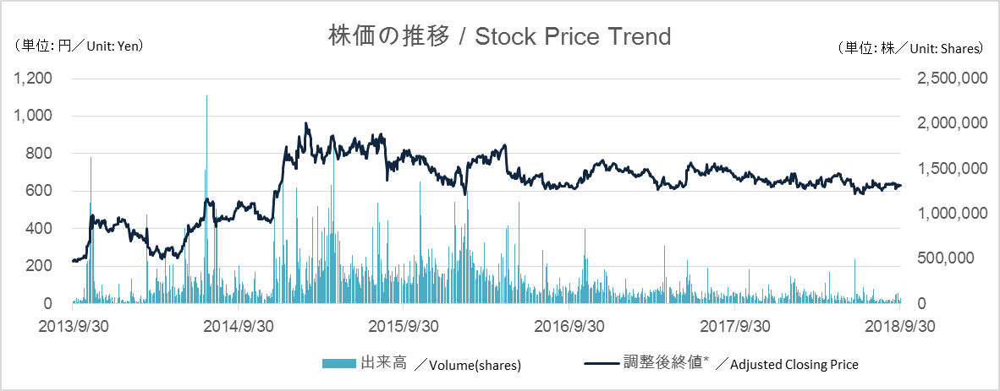 株価の推移 / Stock Price Trend
（単位: 円／Unit: Yen)
（単位: 株／Unit: Shares)
1,200
1,000
800
600
400
200
0
2,500,000
2,000,000
1,500,000
1,000,000
500,000
0
2013/9/30 2014/9/30 2015/9/30 2016/9/30 2017/9/30 2018/9/30
出来高 ／Volume(shares) 調整後終値* ／Adjusted Closing Price